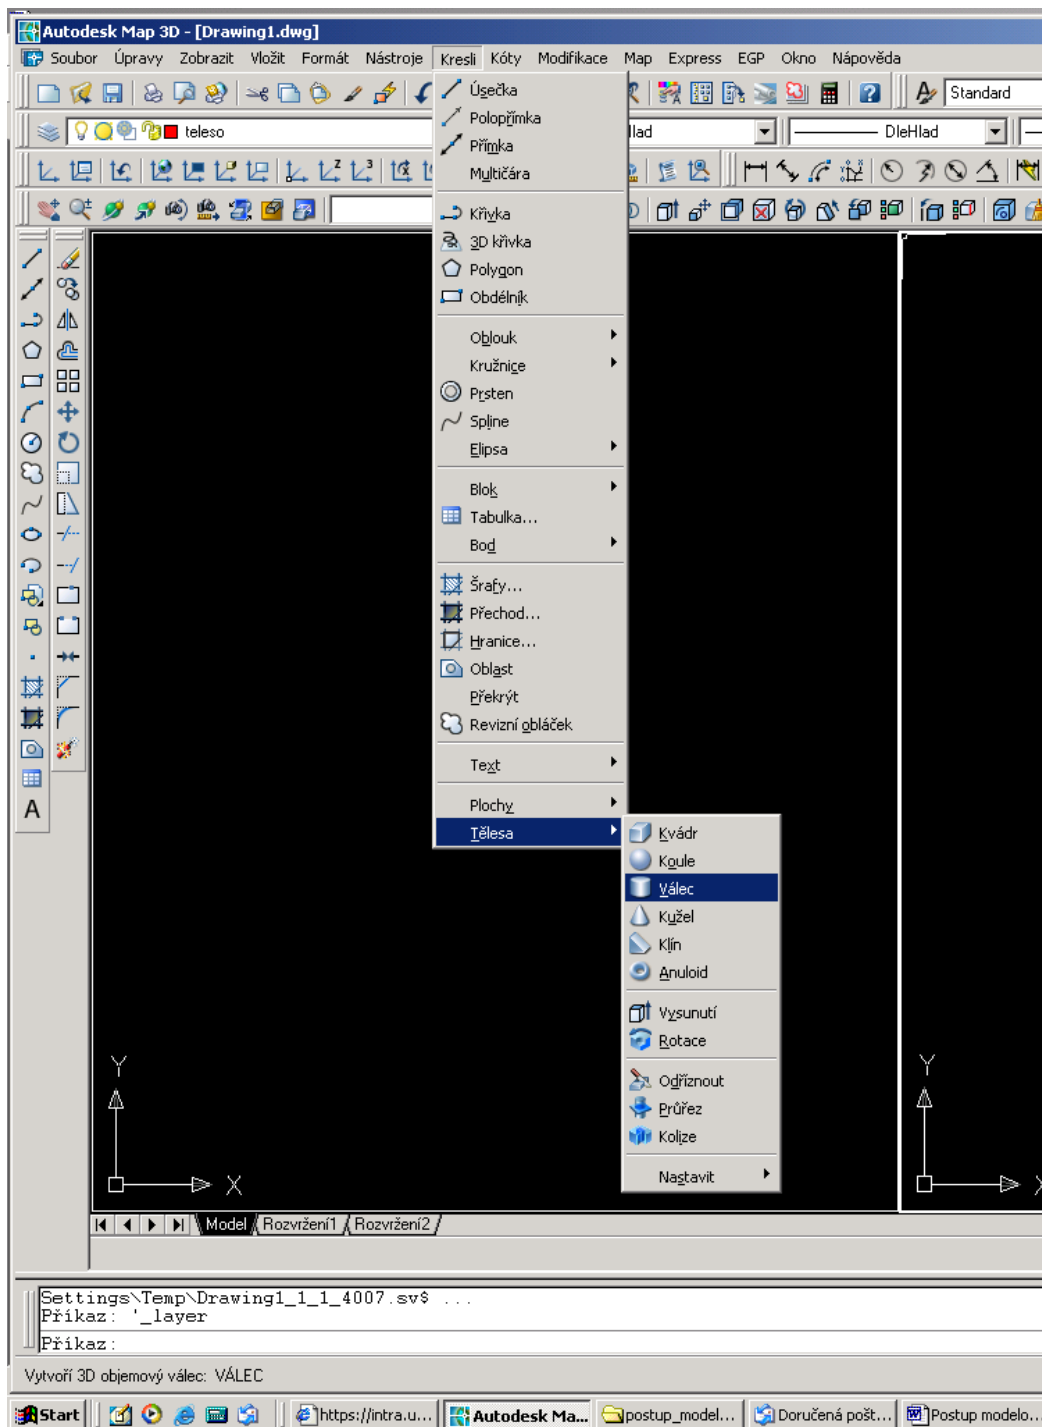 Autodesk Map 3D - [Drawing1.dwg]
Soubor Úpravy Zobrazit Vložit Formát Nástroje Kresli Kóty Modifikace Map Express EGP Okno Nápověda
Standard
teleso
lad
DleHlad
Úsečka
Polopřímka
Přímka
Multičára
Křivka
3D křivka
Polygon
Obdélník
Oblouk
Kružnice
Prsten
Spline
Elipsa
Blok
Tabulka...
Bod
Šrafy...
Přechod...
Hranice...
Oblast
Překrýt
Revizní obláček
Text
Plochy
Tělesa
Kvádr
Koule
Válec
Kužel
Klín
Anuloid
Vysunutí
Rotace
Odříznout
Průřez
Kolize
Nastavit
Y
X
Y
X
Model Rozvržení1 Rozvržení2
Settings\Temp\Drawing1_1_1_4007.sv$ ...
Příkaz: '_layer
Příkaz:
Vytvoří 3D objemový válec: VÁLEC
Start https://intra.u... Autodesk Ma... postup_model... Doručená pošt... Postup modelo...